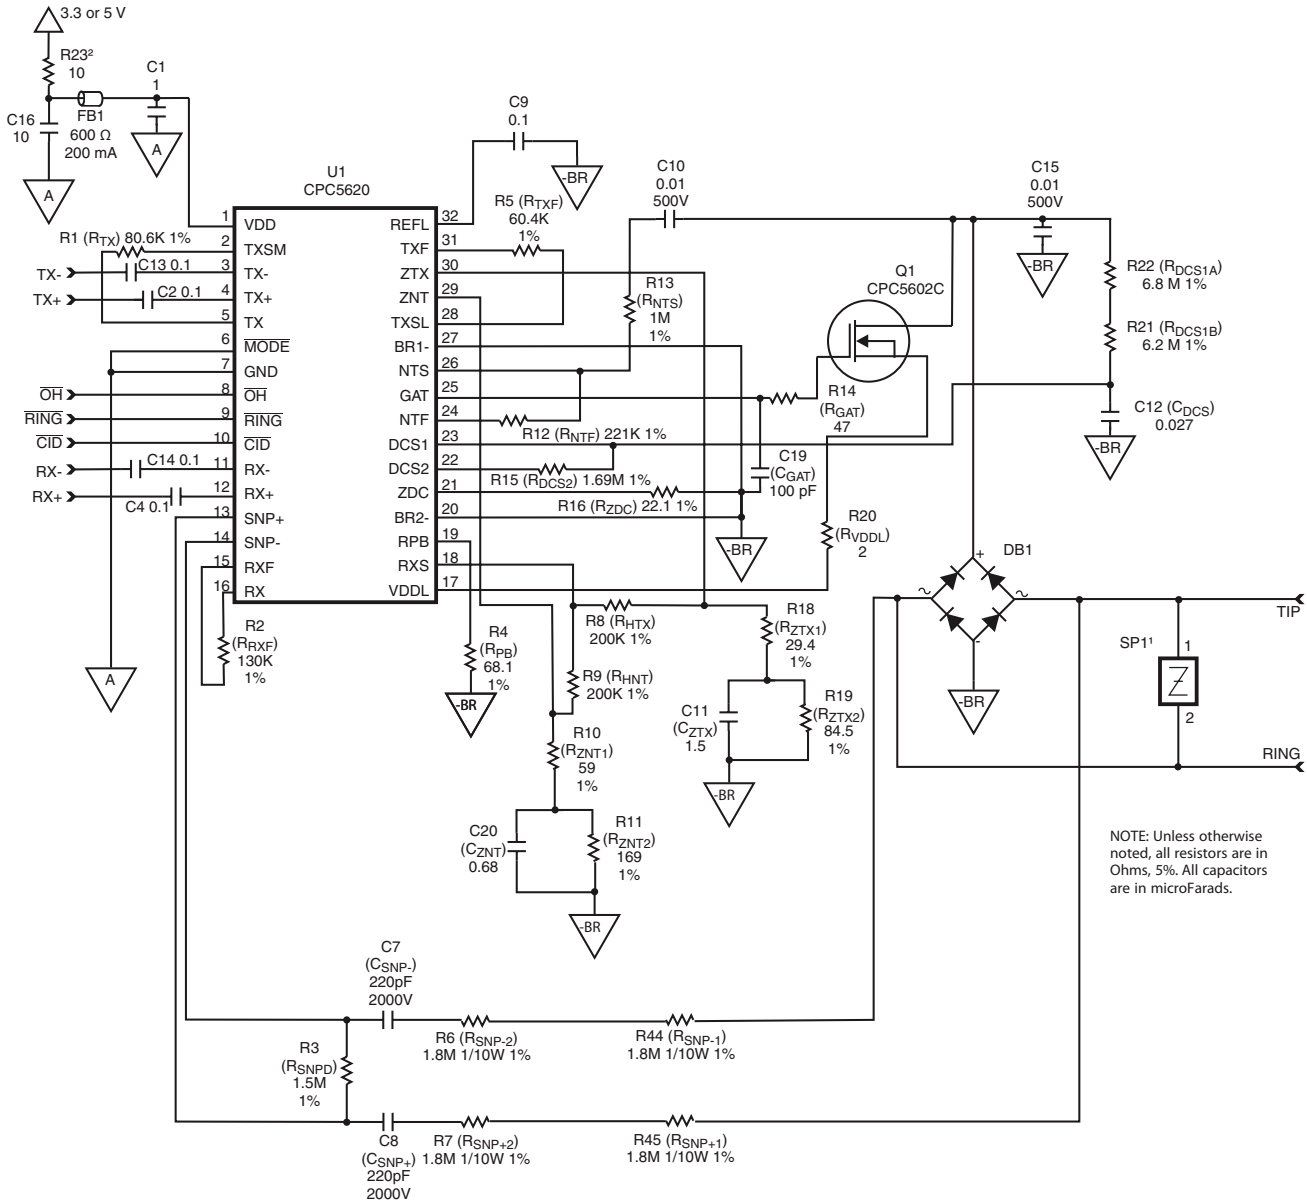 3.3 or 5 V
R23²
10
C1
1
C16
10
FB1
600 Ω
200 mA
A
A
U1
CPC5620
C9
0.1
-BR
C10
0.01
500V
C15
0.01
500V
-BR
R1 (RTX) 80.6K 1%
C13 0.1
C2 0.1
TX-
TX+
OH
RING
CID
RX-
RX+
C14 0.1
C4 0.1
1 VDD
2 TXSM
3 TX-
4 TX+
5 TX
6 MODE
7 GND
8 OH
9 RING
10 CID
11 RX-
12 RX+
13 SNP+
14 SNP-
15 RXF
16 RX
REFL 32
TXF 31
ZTX 30
ZNT 29
TXSL 28
BR1- 27
NTS 26
GAT 25
NTF 24
DCS1 23
DCS2 22
ZDC 21
BR2- 20
RPB 19
RXS 18
VDDL 17
R5 (RTXF)
60.4K
1%
R13
(RNTS)
1M
1%
Q1
CPC5602C
R22 (RDCS1A)
6.8 M 1%
R21 (RDCS1B)
6.2 M 1%
C12 (CDCS)
0.027
-BR
R14
(RGAT)
47
R12 (RNTF) 221K 1%
R15 (RDCS2) 1.69M 1%
R16 (RZDC) 22.1 1%
C19
(CGAT)
100 pF
-BR
R20
(RVDDL)
2
DB1
+
-
~
~
-BR
TIP
SP1¹
1
2
RING
A
R2
(RRXF)
130K
1%
R4
(RPB)
68.1
1%
-BR
R8 (RHTX)
200K 1%
R9 (RHNT)
200K 1%
R18
(RZTX1)
29.4
1%
C11
(CZTX)
1.5
R19
(RZTX2)
84.5
1%
-BR
R10
(RZNT1)
59
1%
C20
(CZNT)
0.68
R11
(RZNT2)
169
1%
-BR
NOTE: Unless otherwise
noted, all resistors are in
Ohms, 5%. All capacitors
are in microFarads.
C7
(CSNP-)
220pF
2000V
R6 (RSNP-2)
1.8M 1/10W 1%
R44 (RSNP-1)
1.8M 1/10W 1%
R3
(RSNPD)
1.5M
1%
C8
(CSNP+)
220pF
2000V
R7 (RSNP+2)
1.8M 1/10W 1%
R45 (RSNP+1)
1.8M 1/10W 1%